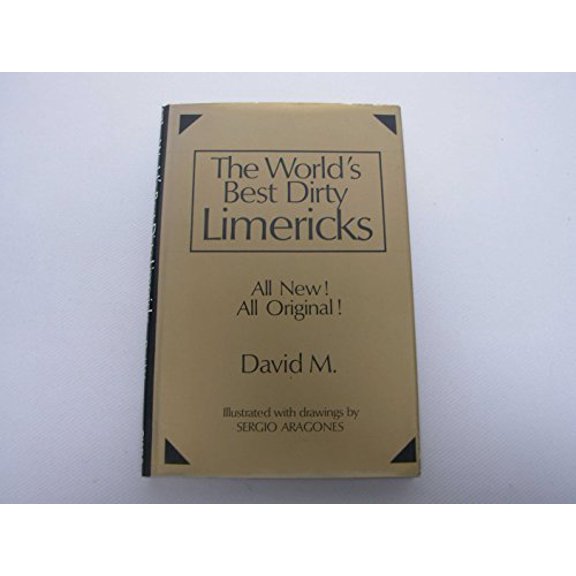 The World's
Best Dirty
Limericks
All New!
All Original!
David M.
Illustrated with drawings by
SERGIO ARAGONES